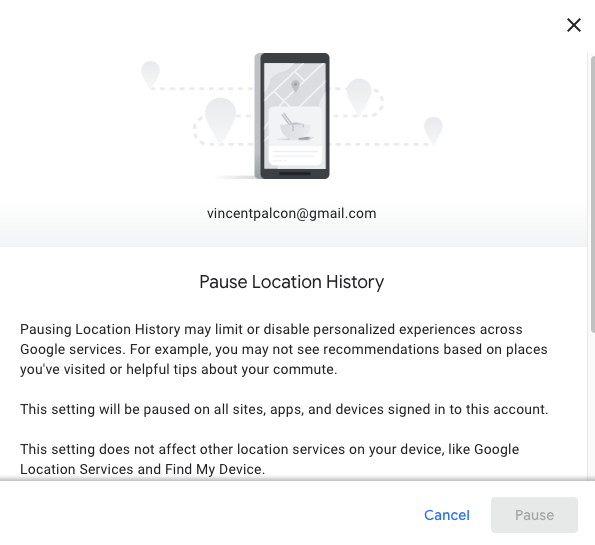 vincentpalcon@gmail.com
Pause Location History
Pausing Location History may limit or disable personalized experiences across
Google services. For example, you may not see recommendations based on places
you've visited or helpful tips about your commute.
This setting will be paused on all sites, apps, and devices signed in to this account.
This setting does not affect other location services on your device, like Google
Location Services and Find My Device.
Cancel
Pause